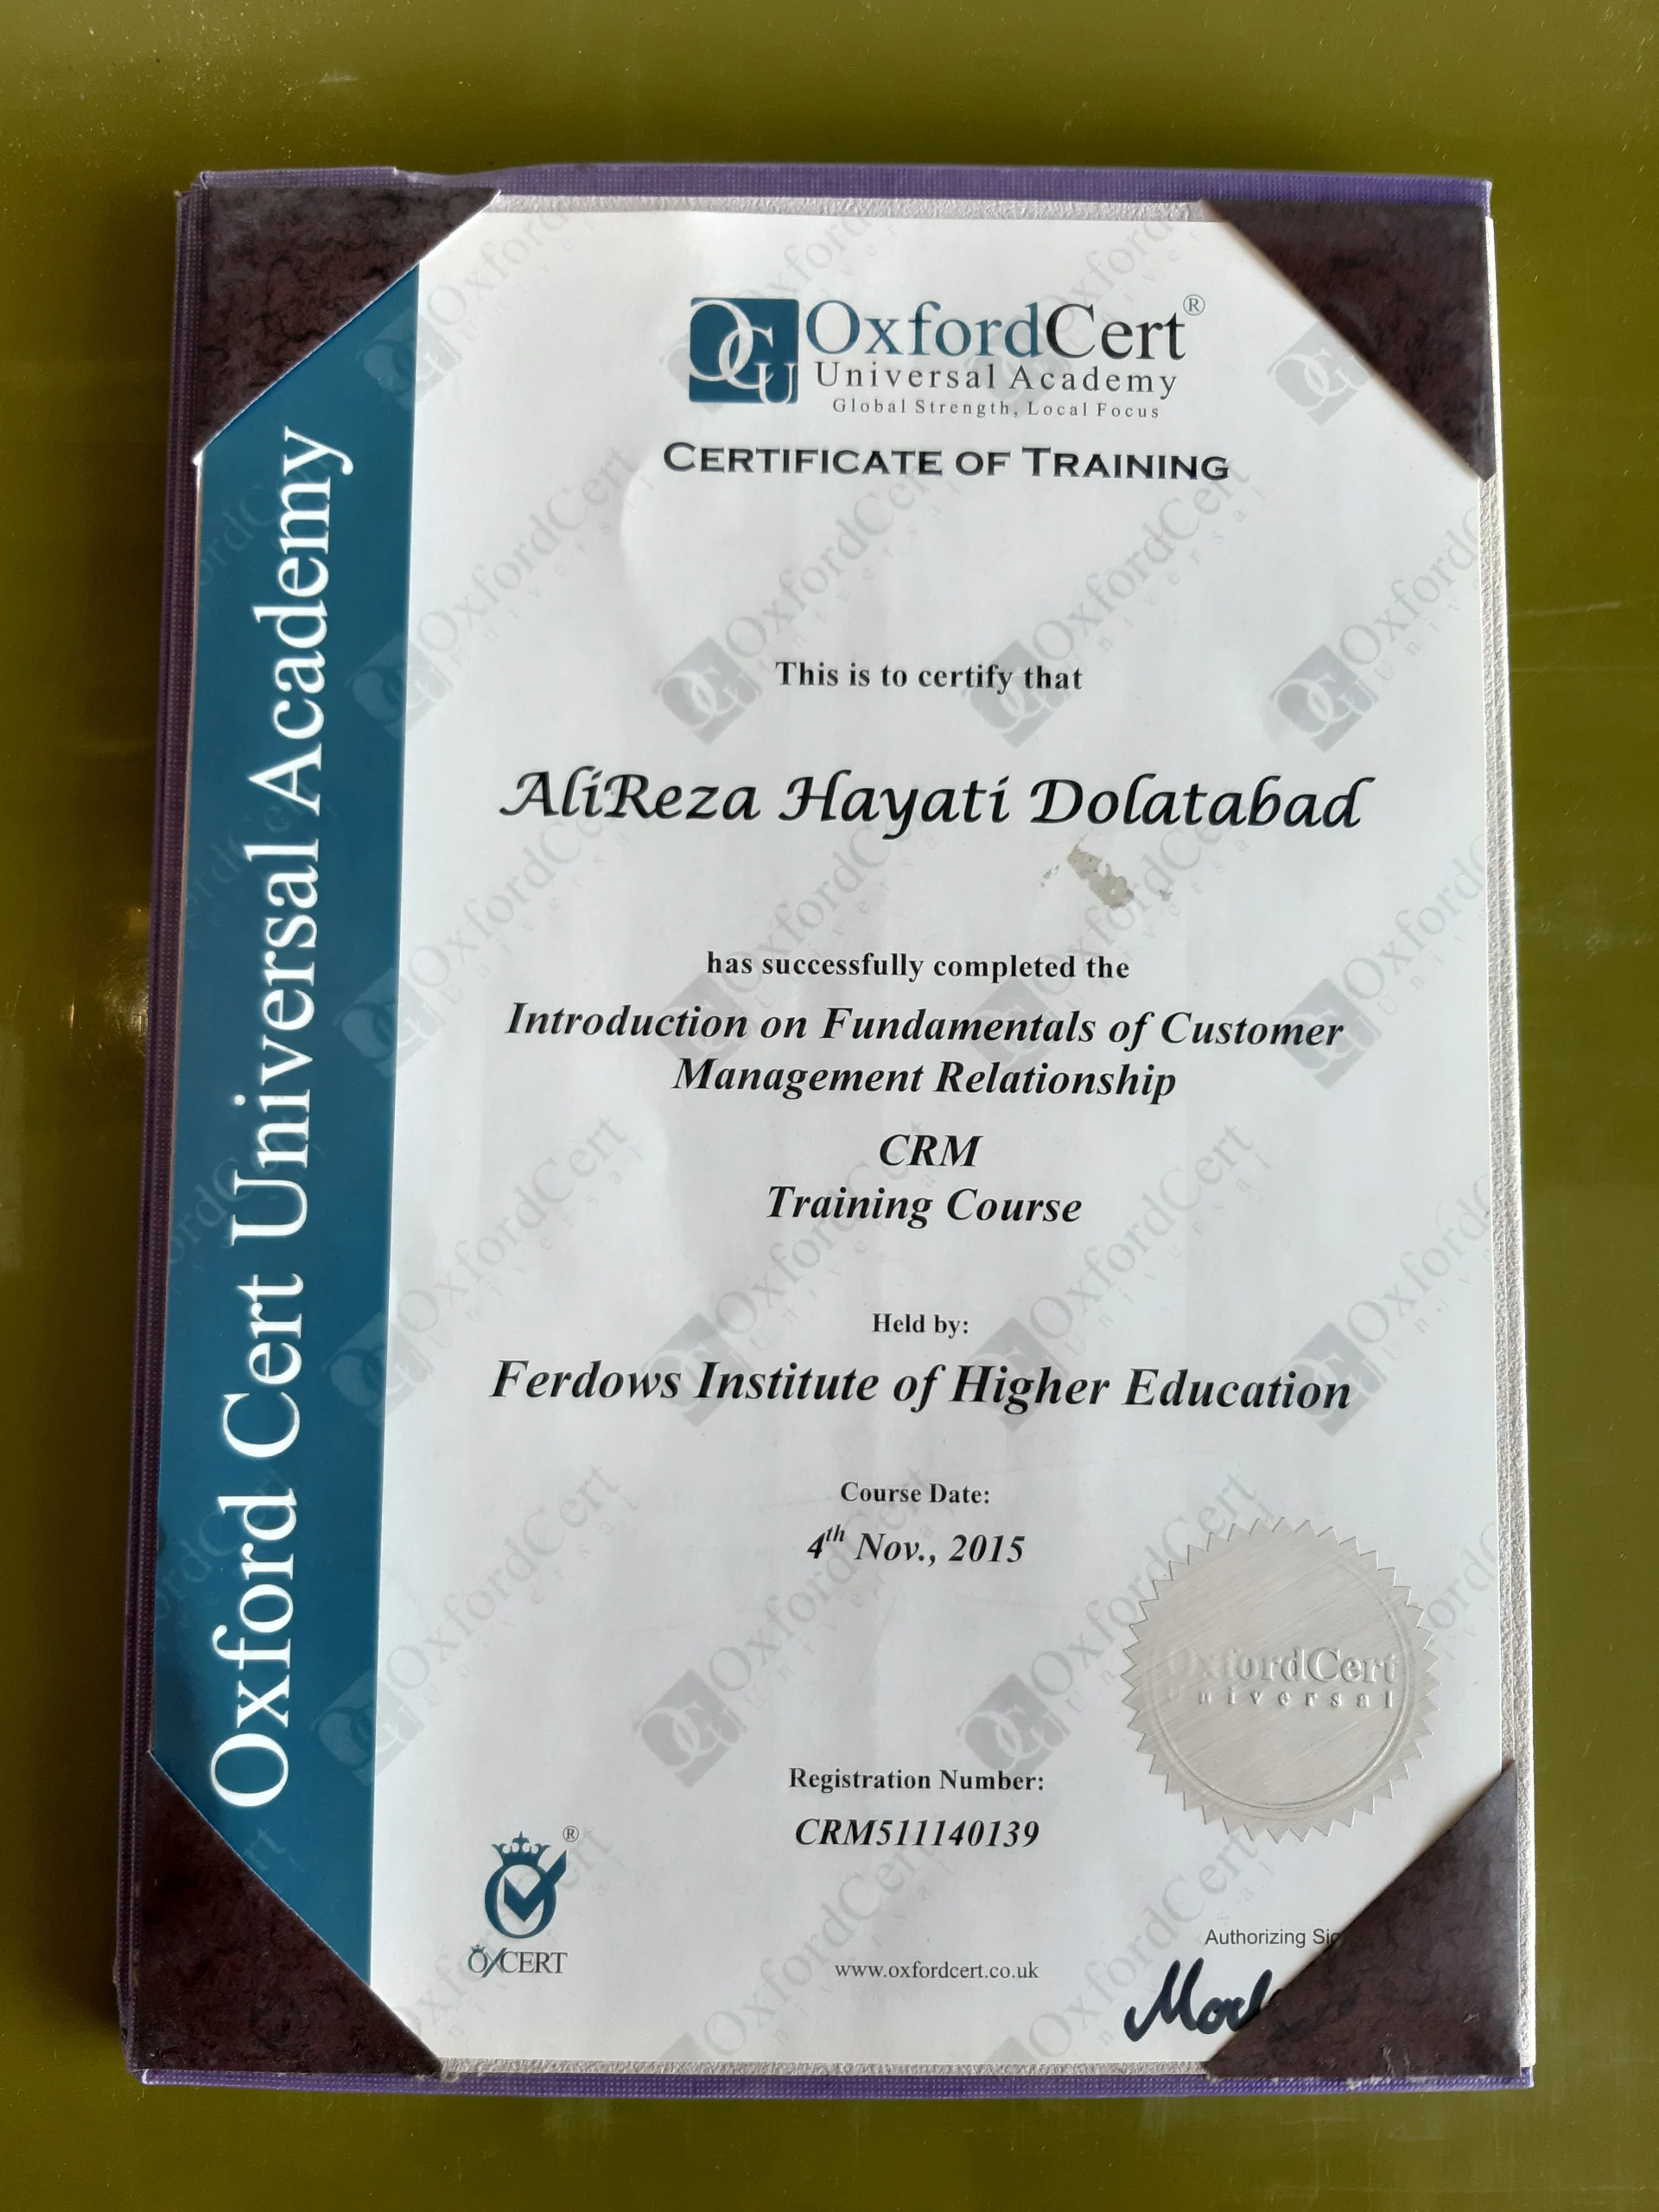 Oxford Cert Universal Academy
OCU
OxfordCert®
Universal Academy
Global Strength, Local Focus
CERTIFICATE OF TRAINING
This is to certify that
AliReza Hayati Dolatabad
has successfully completed the
Introduction on Fundamentals of Customer
Management Relationship
CRM
Training Course
Held by:
Ferdows Institute of Higher Education
Course Date:
4th Nov., 2015
OxfordCert
Universal
Registration Number:
CRM511140139
®
OXCERT
www.oxfordcert.co.uk
Authorizing